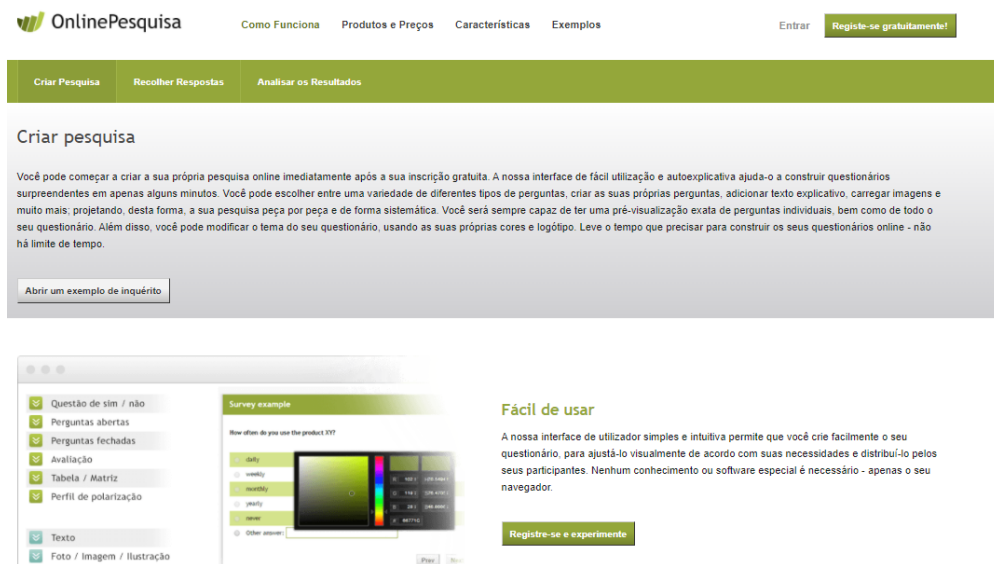 OnlinePesquisa
Como Funciona Produtos e Preços Características Exemplos Entrar Registe-se gratuitamente!
Criar Pesquisa Recolher Respostas Analisar os Resultados
Criar pesquisa
Você pode começar a criar a sua própria pesquisa online imediatamente após a sua inscrição gratuita. A nossa interface de fácil utilização e autoexplicativa ajuda-o a construir questionários
surpreendentes em apenas alguns minutos. Você pode escolher entre uma variedade de diferentes tipos de perguntas, criar as suas próprias perguntas, adicionar texto explicativo, carregar imagens e
muito mais; projetando, desta forma, a sua pesquisa peça por peça e de forma sistemática. Você será sempre capaz de ter uma pré-visualização exata de perguntas individuais, bem como de todo o
seu questionário. Além disso, você pode modificar o tema do seu questionário, usando as suas próprias cores e logótipo. Leve o tempo que precisar para construir os seus questionários online - não
há limite de tempo.
Abrir um exemplo de inquérito
Questão de sim / não
Perguntas abertas
Perguntas fechadas
Avaliação
Tabela / Matriz
Perfil de polarização
Texto
Foto / Imagem / Ilustração
Survey example
How often do you use the product XY?
daily
weekly
monthly
yearly
never
Other answer:
Prev
Fácil de usar
A nossa interface de utilizador simples e intuitiva permite que você crie facilmente o seu
questionário, para ajustá-lo visualmente de acordo com suas necessidades e distribuí-lo pelos
seus participantes. Nenhum conhecimento ou software especial é necessário - apenas o seu
navegador.
Registre-se e experimente